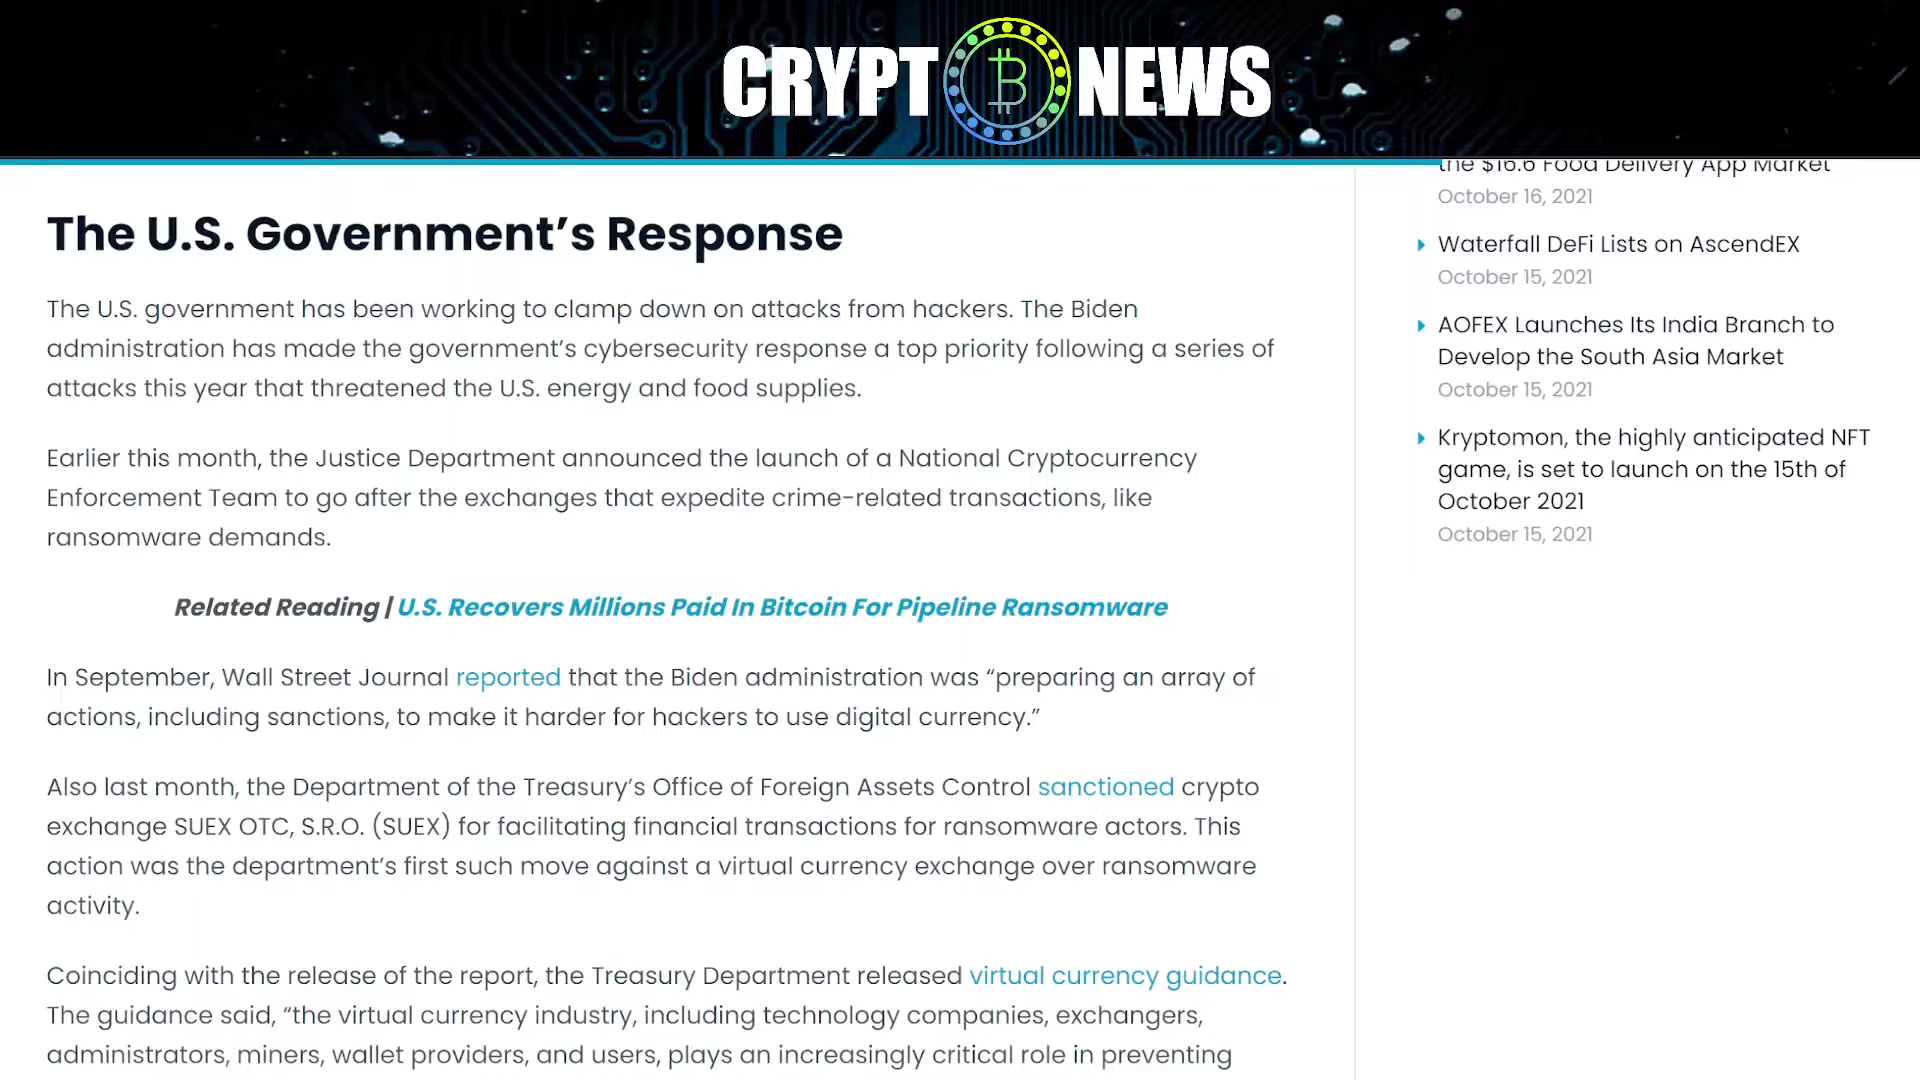 CRYPTO NEWS
The U.S. Government’s Response
The U.S. government has been working to clamp down on attacks from hackers. The Biden
administration has made the government’s cybersecurity response a top priority following a series of
attacks this year that threatened the U.S. energy and food supplies.
Earlier this month, the Justice Department announced the launch of a National Cryptocurrency
Enforcement Team to go after the exchanges that expedite crime-related transactions, like
ransomware demands.
Related Reading | U.S. Recovers Millions Paid In Bitcoin For Pipeline Ransomware
In September, Wall Street Journal reported that the Biden administration was “preparing an array of
actions, including sanctions, to make it harder for hackers to use digital currency.”
Also last month, the Department of the Treasury’s Office of Foreign Assets Control sanctioned crypto
exchange SUEX OTC, S.R.O. (SUEX) for facilitating financial transactions for ransomware actors. This
action was the department’s first such move against a virtual currency exchange over ransomware
activity.
Coinciding with the release of the report, the Treasury Department released virtual currency guidance.
The guidance said, “the virtual currency industry, including technology companies, exchangers,
administrators, miners, wallet providers, and users, plays an increasingly critical role in preventing
the $16.6 Food Delivery App Market
October 16, 2021
Waterfall DeFi Lists on AscendEX
October 15, 2021
AOFEX Launches Its India Branch to
Develop the South Asia Market
October 15, 2021
Kryptomon, the highly anticipated NFT
game, is set to launch on the 15th of
October 2021
October 15, 2021